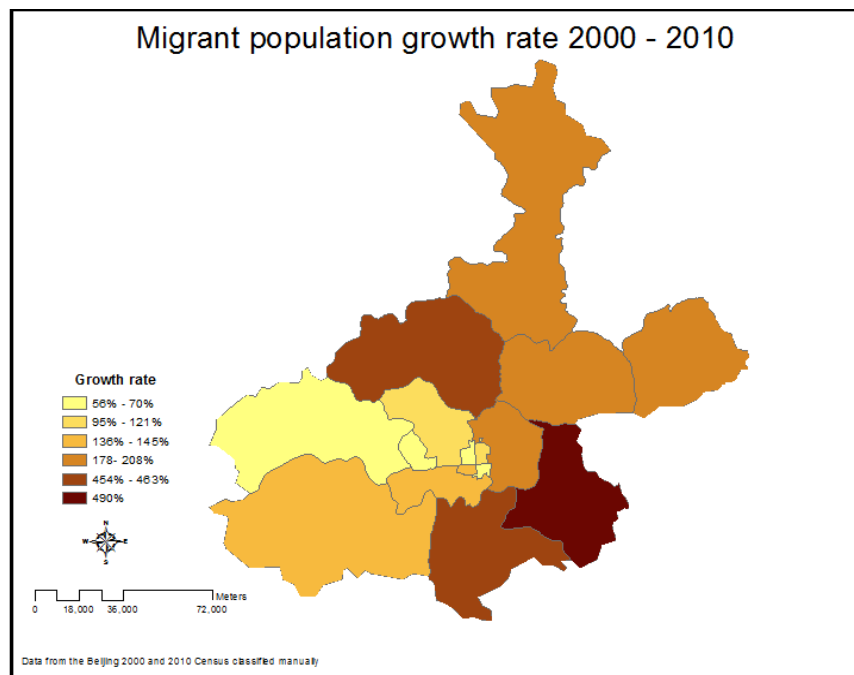 Migrant population growth rate 2000 - 2010
Growth rate
56% - 70%
95% - 121%
136% - 145%
178- 208%
454% - 463%
490%
N
W E
S
Meters
0 18,000 36,000 72,000
Data from the Beijing 2000 and 2010 Census classified manually